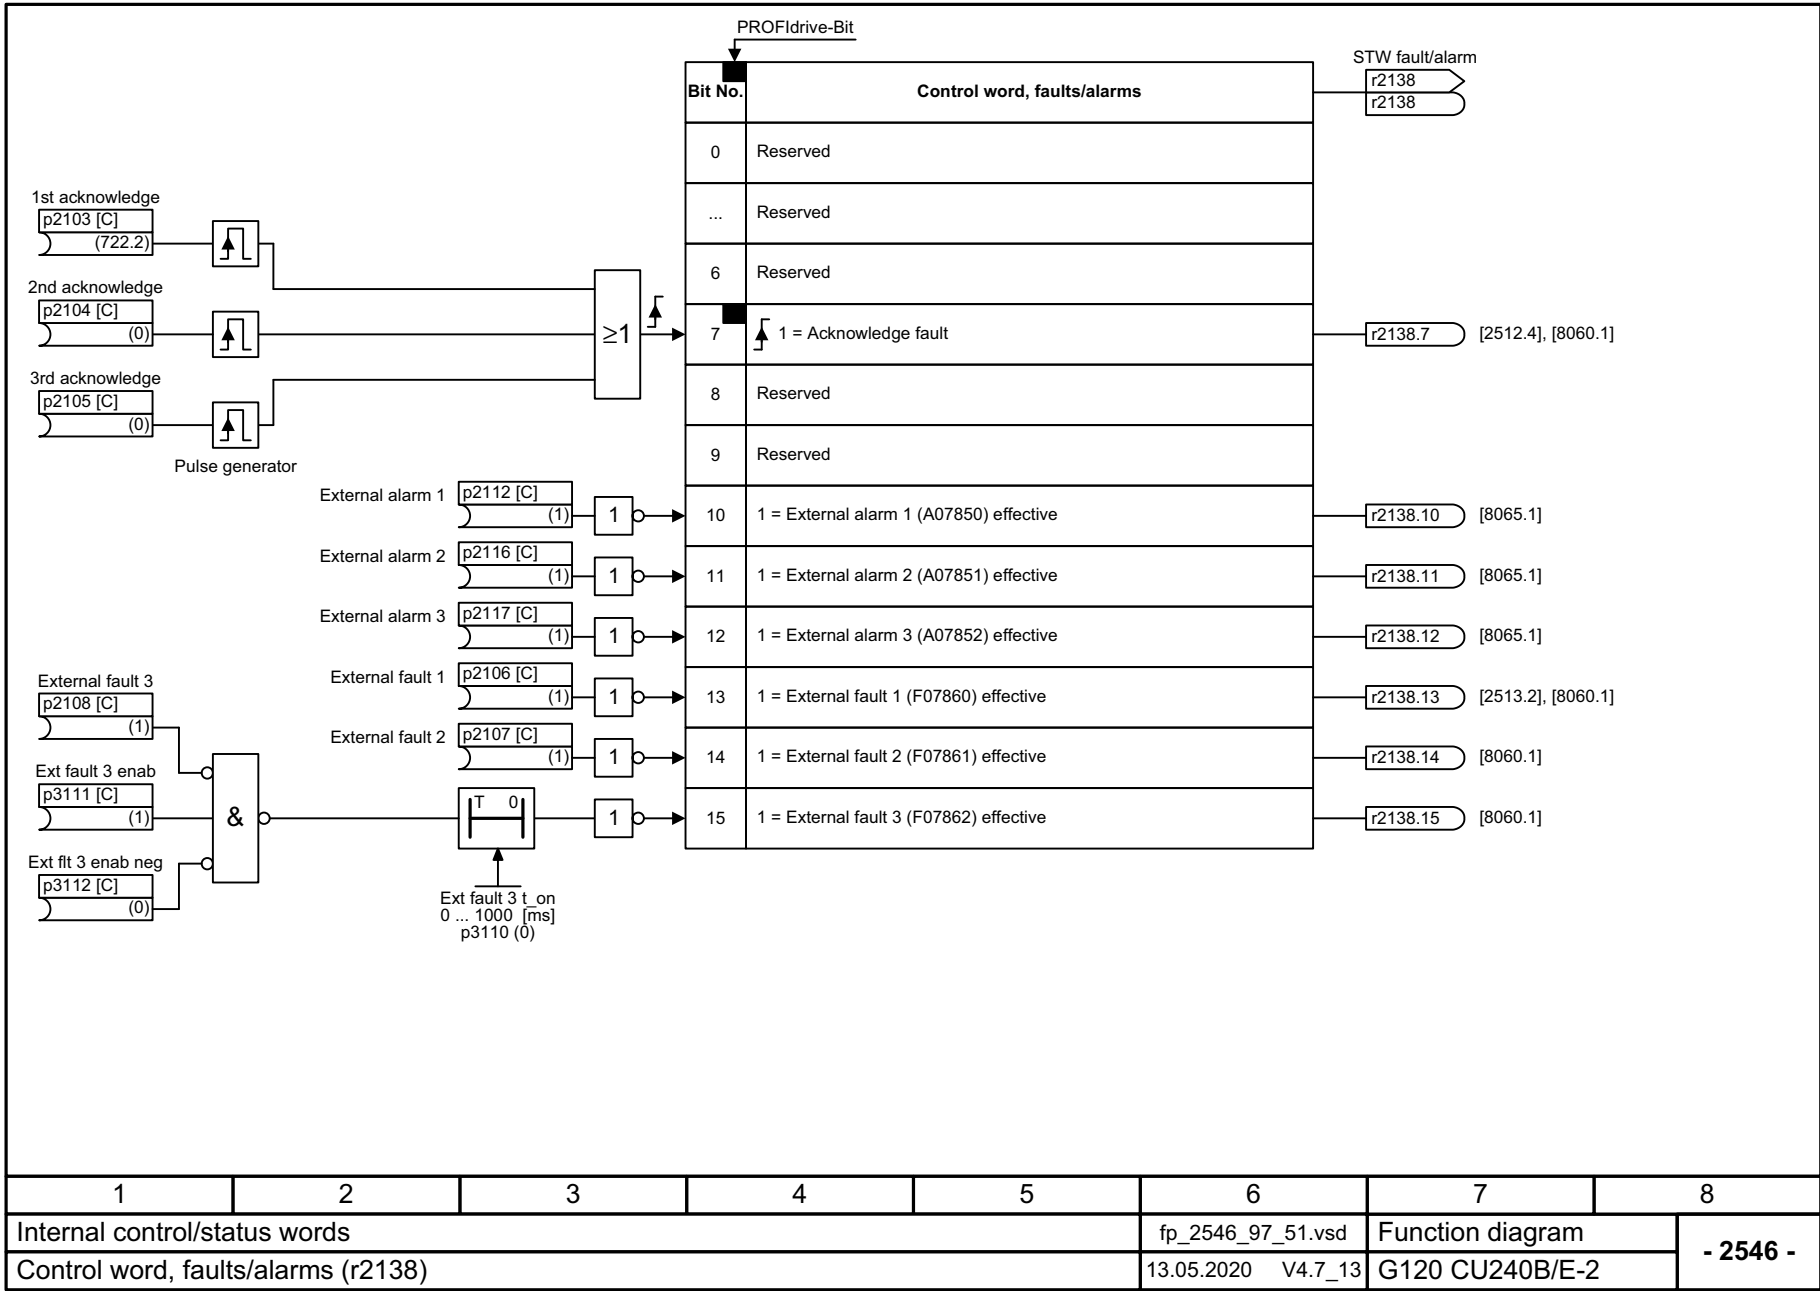 PROFIdrive-Bit
Bit No.
Control word, faults/alarms
STW fault/alarm
r2138
r2138
0 Reserved
... Reserved
6 Reserved
1st acknowledge
p2103 [C]
(722.2)
2nd acknowledge
p2104 [C]
(0)
3rd acknowledge
p2105 [C]
(0)
Pulse generator
≥1
7 1 = Acknowledge fault
r2138.7 [2512.4], [8060.1]
8 Reserved
9 Reserved
External alarm 1
p2112 [C]
(1) 1
10 1 = External alarm 1 (A07850) effective
r2138.10 [8065.1]
External alarm 2
p2116 [C]
(1) 1
11 1 = External alarm 2 (A07851) effective
r2138.11 [8065.1]
External alarm 3
p2117 [C]
(1) 1
12 1 = External alarm 3 (A07852) effective
r2138.12 [8065.1]
External fault 1
p2106 [C]
(1) 1
13 1 = External fault 1 (F07860) effective
r2138.13 [2513.2], [8060.1]
External fault 2
p2107 [C]
(1) 1
14 1 = External fault 2 (F07861) effective
r2138.14 [8060.1]
External fault 3
p2108 [C]
(1)
Ext fault 3 enab
p3111 [C]
(1)
Ext flt 3 enab neg
p3112 [C]
(0)
&
T 0
1
15 1 = External fault 3 (F07862) effective
r2138.15 [8060.1]
Ext fault 3 t_on
0 ... 1000 [ms]
p3110 (0)
1 2 3 4 5 6 7 8
Internal control/status words
fp_2546_97_51.vsd
Function diagram
- 2546 -
Control word, faults/alarms (r2138)
13.05.2020 V4.7_13
G120 CU240B/E-2